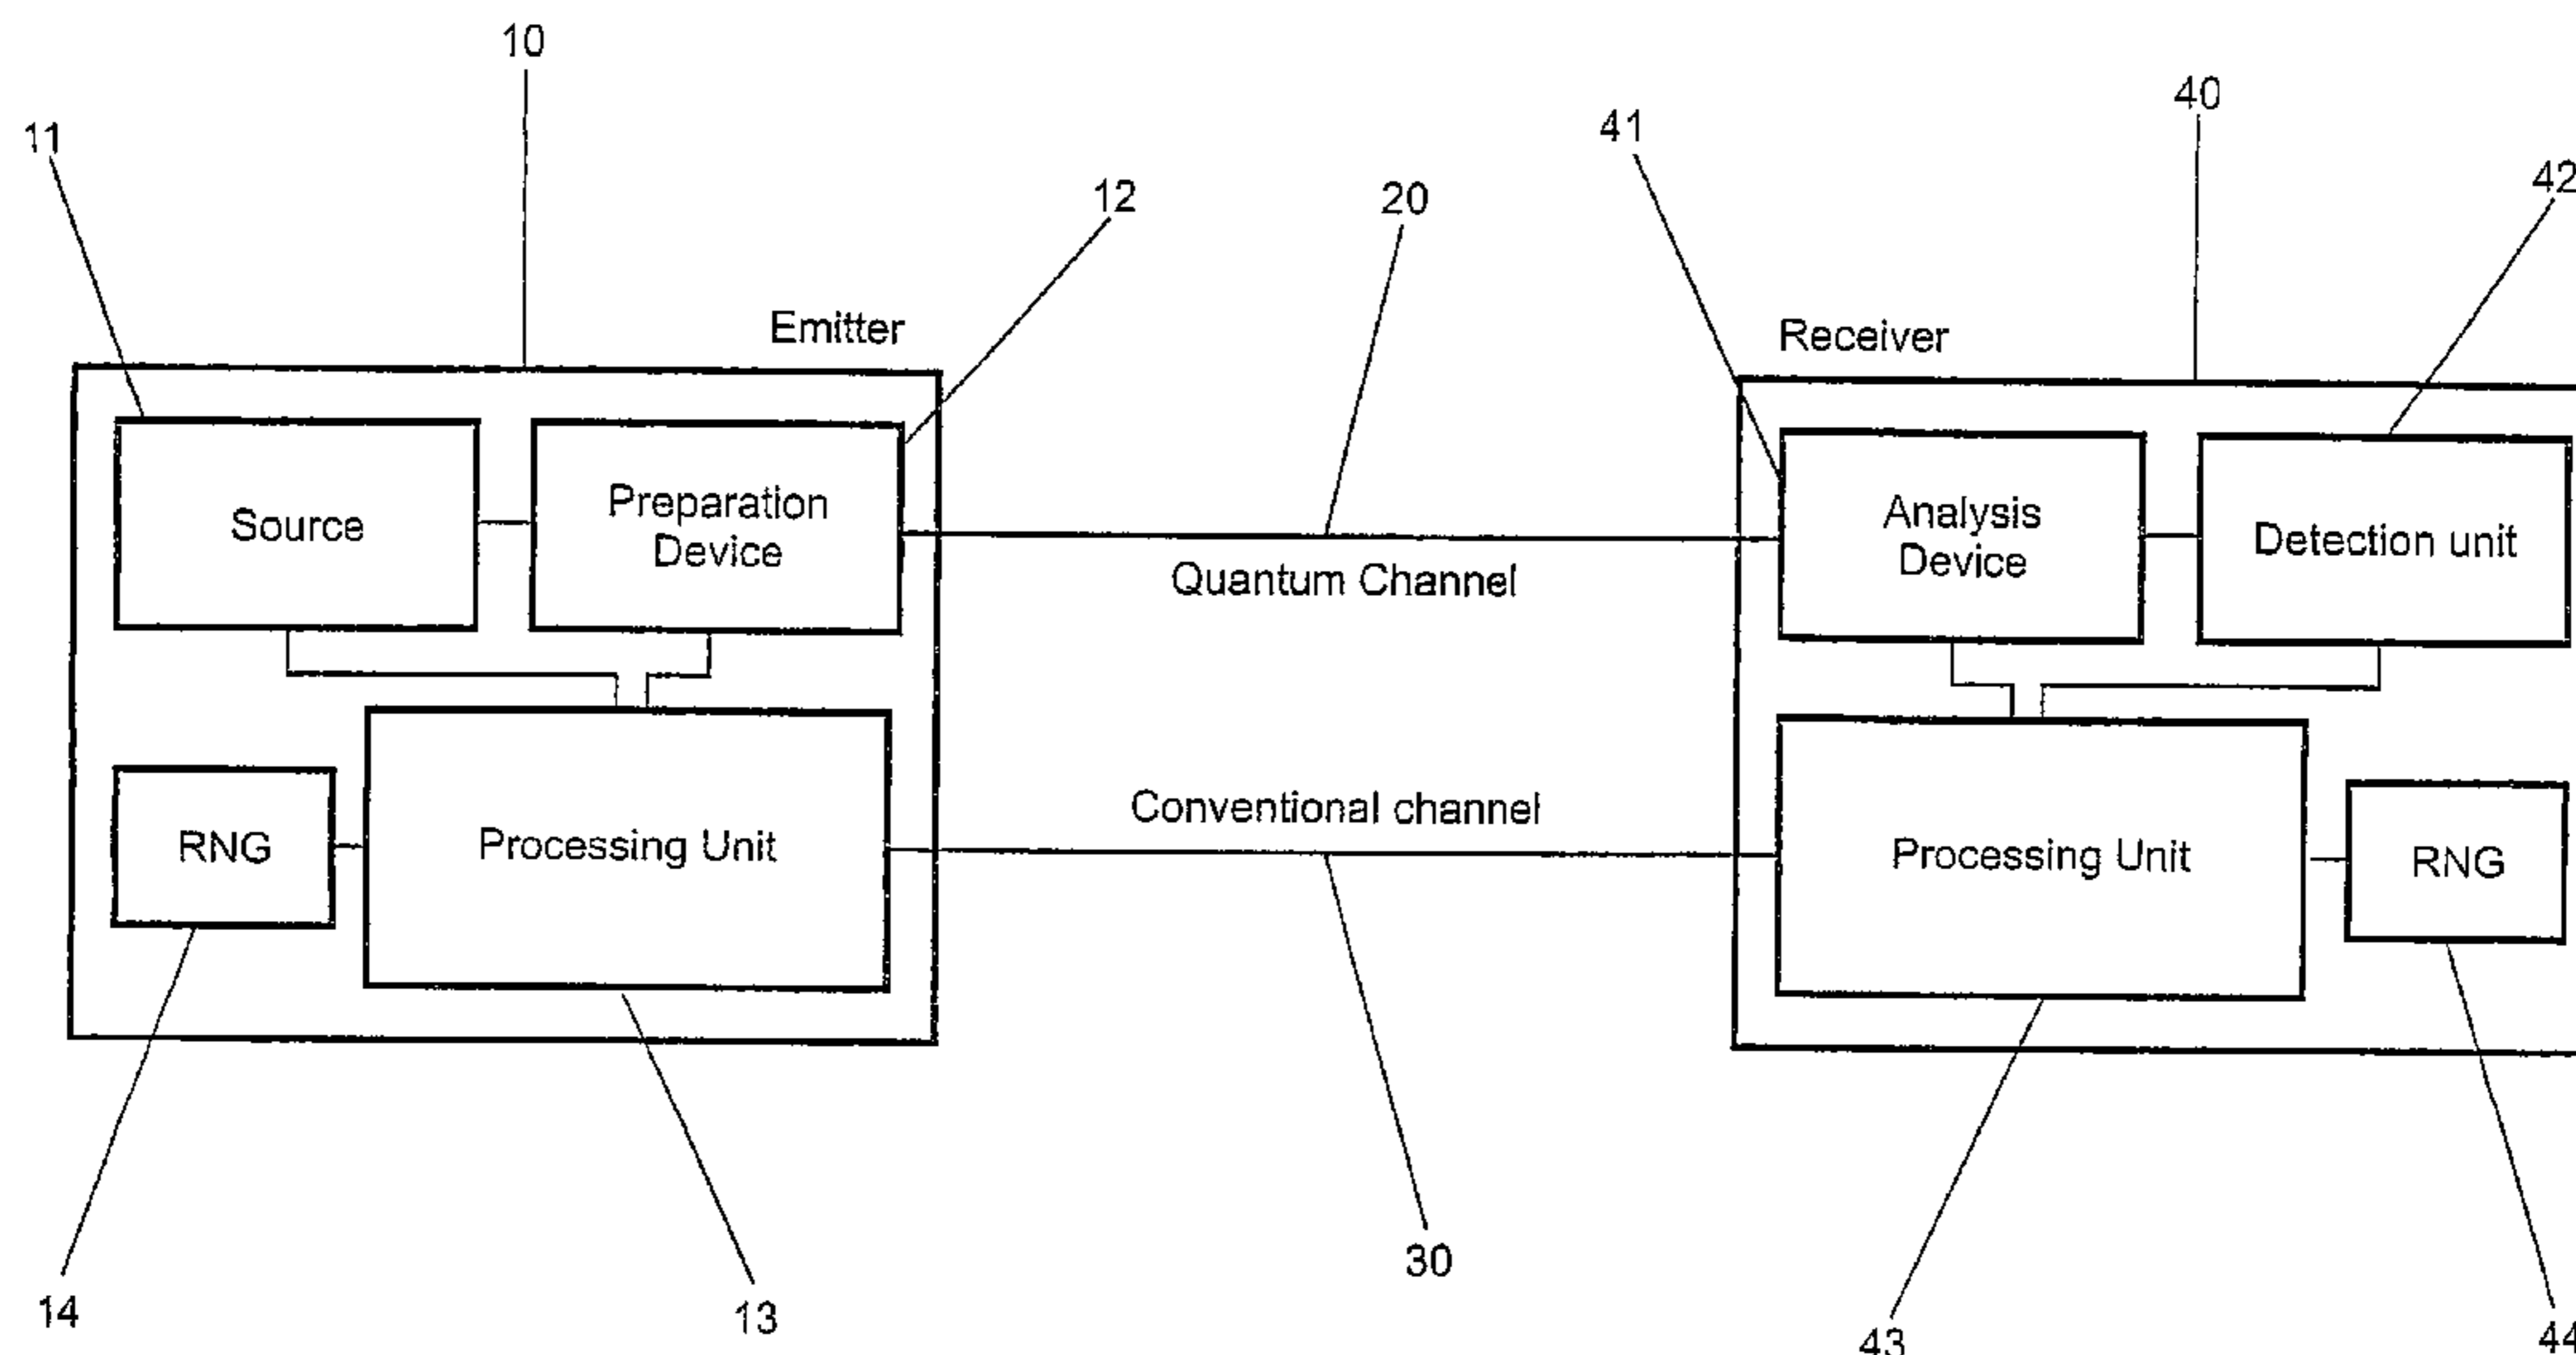 10
40
11
41
42
12
20
Emitter
Receiver
Source
Preparation
Device
Analysis
Device
Detection unit
Quantum Channel
Conventional channel
RNG
Processing Unit
Processing Unit
RNG
30
14
13
43
44